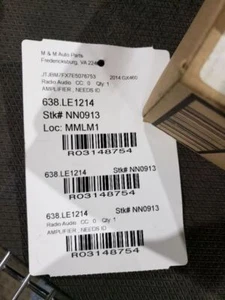 M & M Auto Parts
Fredericksburg, VA
2014 GX460
Radio Audio CC: 0 Qty: 1
AMPLIFIER , NEEDS ID
638.LE1214
Stk# NN0913
Loc: MMLM1
R03148754
638.LE1214 Stk# NN0913
R03148754
638.LE1214 Stk# NN0913
Radio Audio CC: 0 Qty: 1
AMPLIFIER , NEEDS ID
R03148754